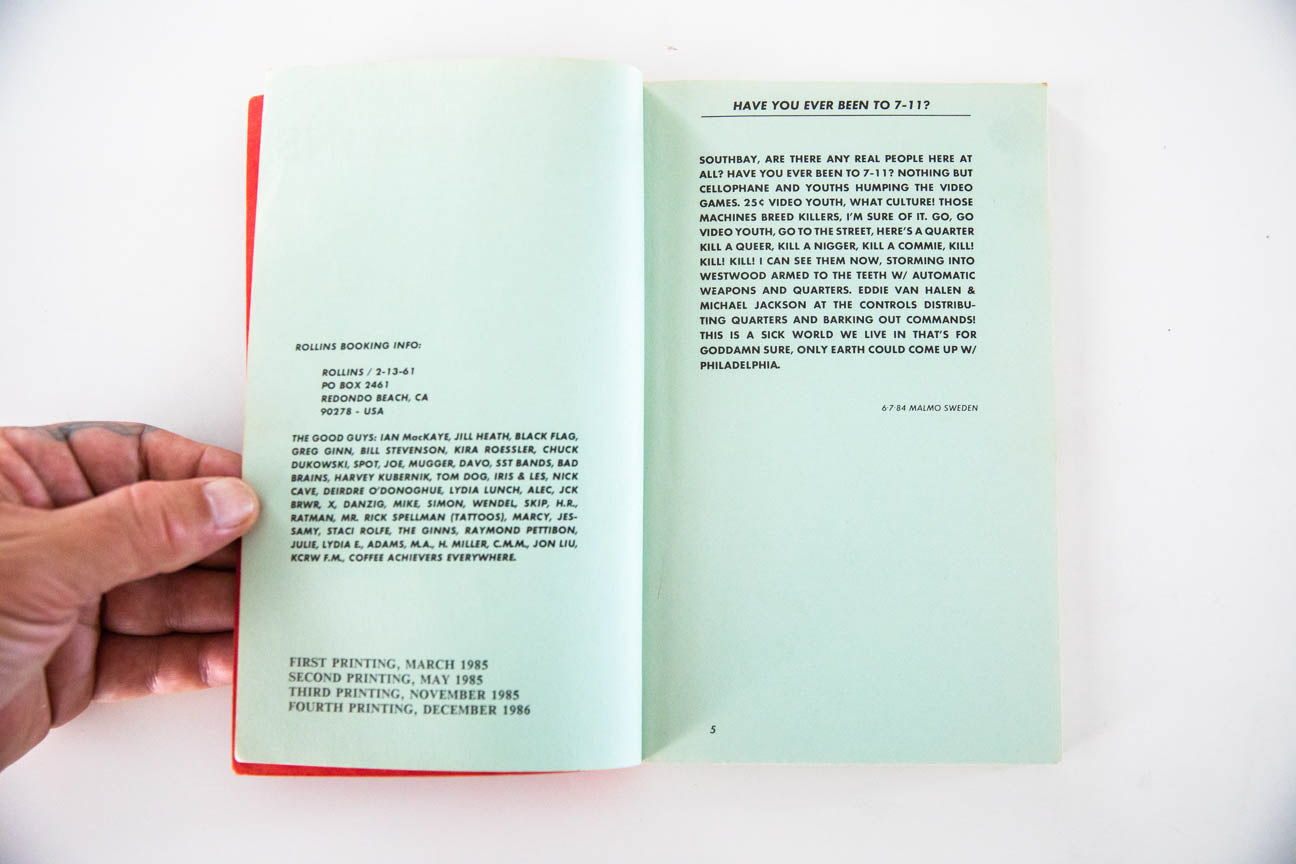 ROLLINS BOOKING INFO:
ROLLINS / 2-13-61
PO BOX 2461
REDONDO BEACH, CA
90278 - USA
THE GOOD GUYS: IAN MacKAYE, JILL HEATH, BLACK FLAG,
GREG GINN, BILL STEVENSON, KIRA ROESSLER, CHUCK
DUKOWSKI, SPOT, JOE, MUGGER, DAVO, SST BANDS, BAD
BRAINS, HARVEY KUBERNIK, TOM DOG, IRIS & LES, NICK
CAVE, DEIRDRE O'DONOGHUE, LYDIA LUNCH, ALEC, JCK
BRWR, X, DANZIG, MIKE, SIMON, WENDEL, SKIP, H.R.,
RATMAN, MR. RICK SPELLMAN (TATTOOS), MARCY, JES-
SAMY, STACI ROLFE, THE GINNS, RAYMOND PETTIBON,
JULIE, LYDIA E., ADAMS, M.A., H. MILLER, C.M.M., JON LIU,
KCRW F.M., COFFEE ACHIEVERS EVERYWHERE.
FIRST PRINTING, MARCH 1985
SECOND PRINTING, MAY 1985
THIRD PRINTING, NOVEMBER 1985
FOURTH PRINTING, DECEMBER 1986
HAVE YOU EVER BEEN TO 7-11?
SOUTHBAY, ARE THERE ANY REAL PEOPLE HERE AT
ALL? HAVE YOU EVER BEEN TO 7-11? NOTHING BUT
CELLOPHANE AND YOUTHS HUMPING THE VIDEO
GAMES. 25¢ VIDEO YOUTH, WHAT CULTURE! THOSE
MACHINES BREED KILLERS, I'M SURE OF IT. GO, GO
VIDEO YOUTH, GO TO THE STREET, HERE'S A QUARTER
KILL A QUEER, KILL A NIGGER, KILL A COMMIE, KILL!
KILL! KILL! I CAN SEE THEM NOW, STORMING INTO
WESTWOOD ARMED TO THE TEETH W/ AUTOMATIC
WEAPONS AND QUARTERS. EDDIE VAN HALEN &
MICHAEL JACKSON AT THE CONTROLS DISTRIBU-
TING QUARTERS AND BARKING OUT COMMANDS!
THIS IS A SICK WORLD WE LIVE IN THAT'S FOR
GODDAMN SURE, ONLY EARTH COULD COME UP W/
PHILADELPHIA.
6·7·84 MALMO SWEDEN
5